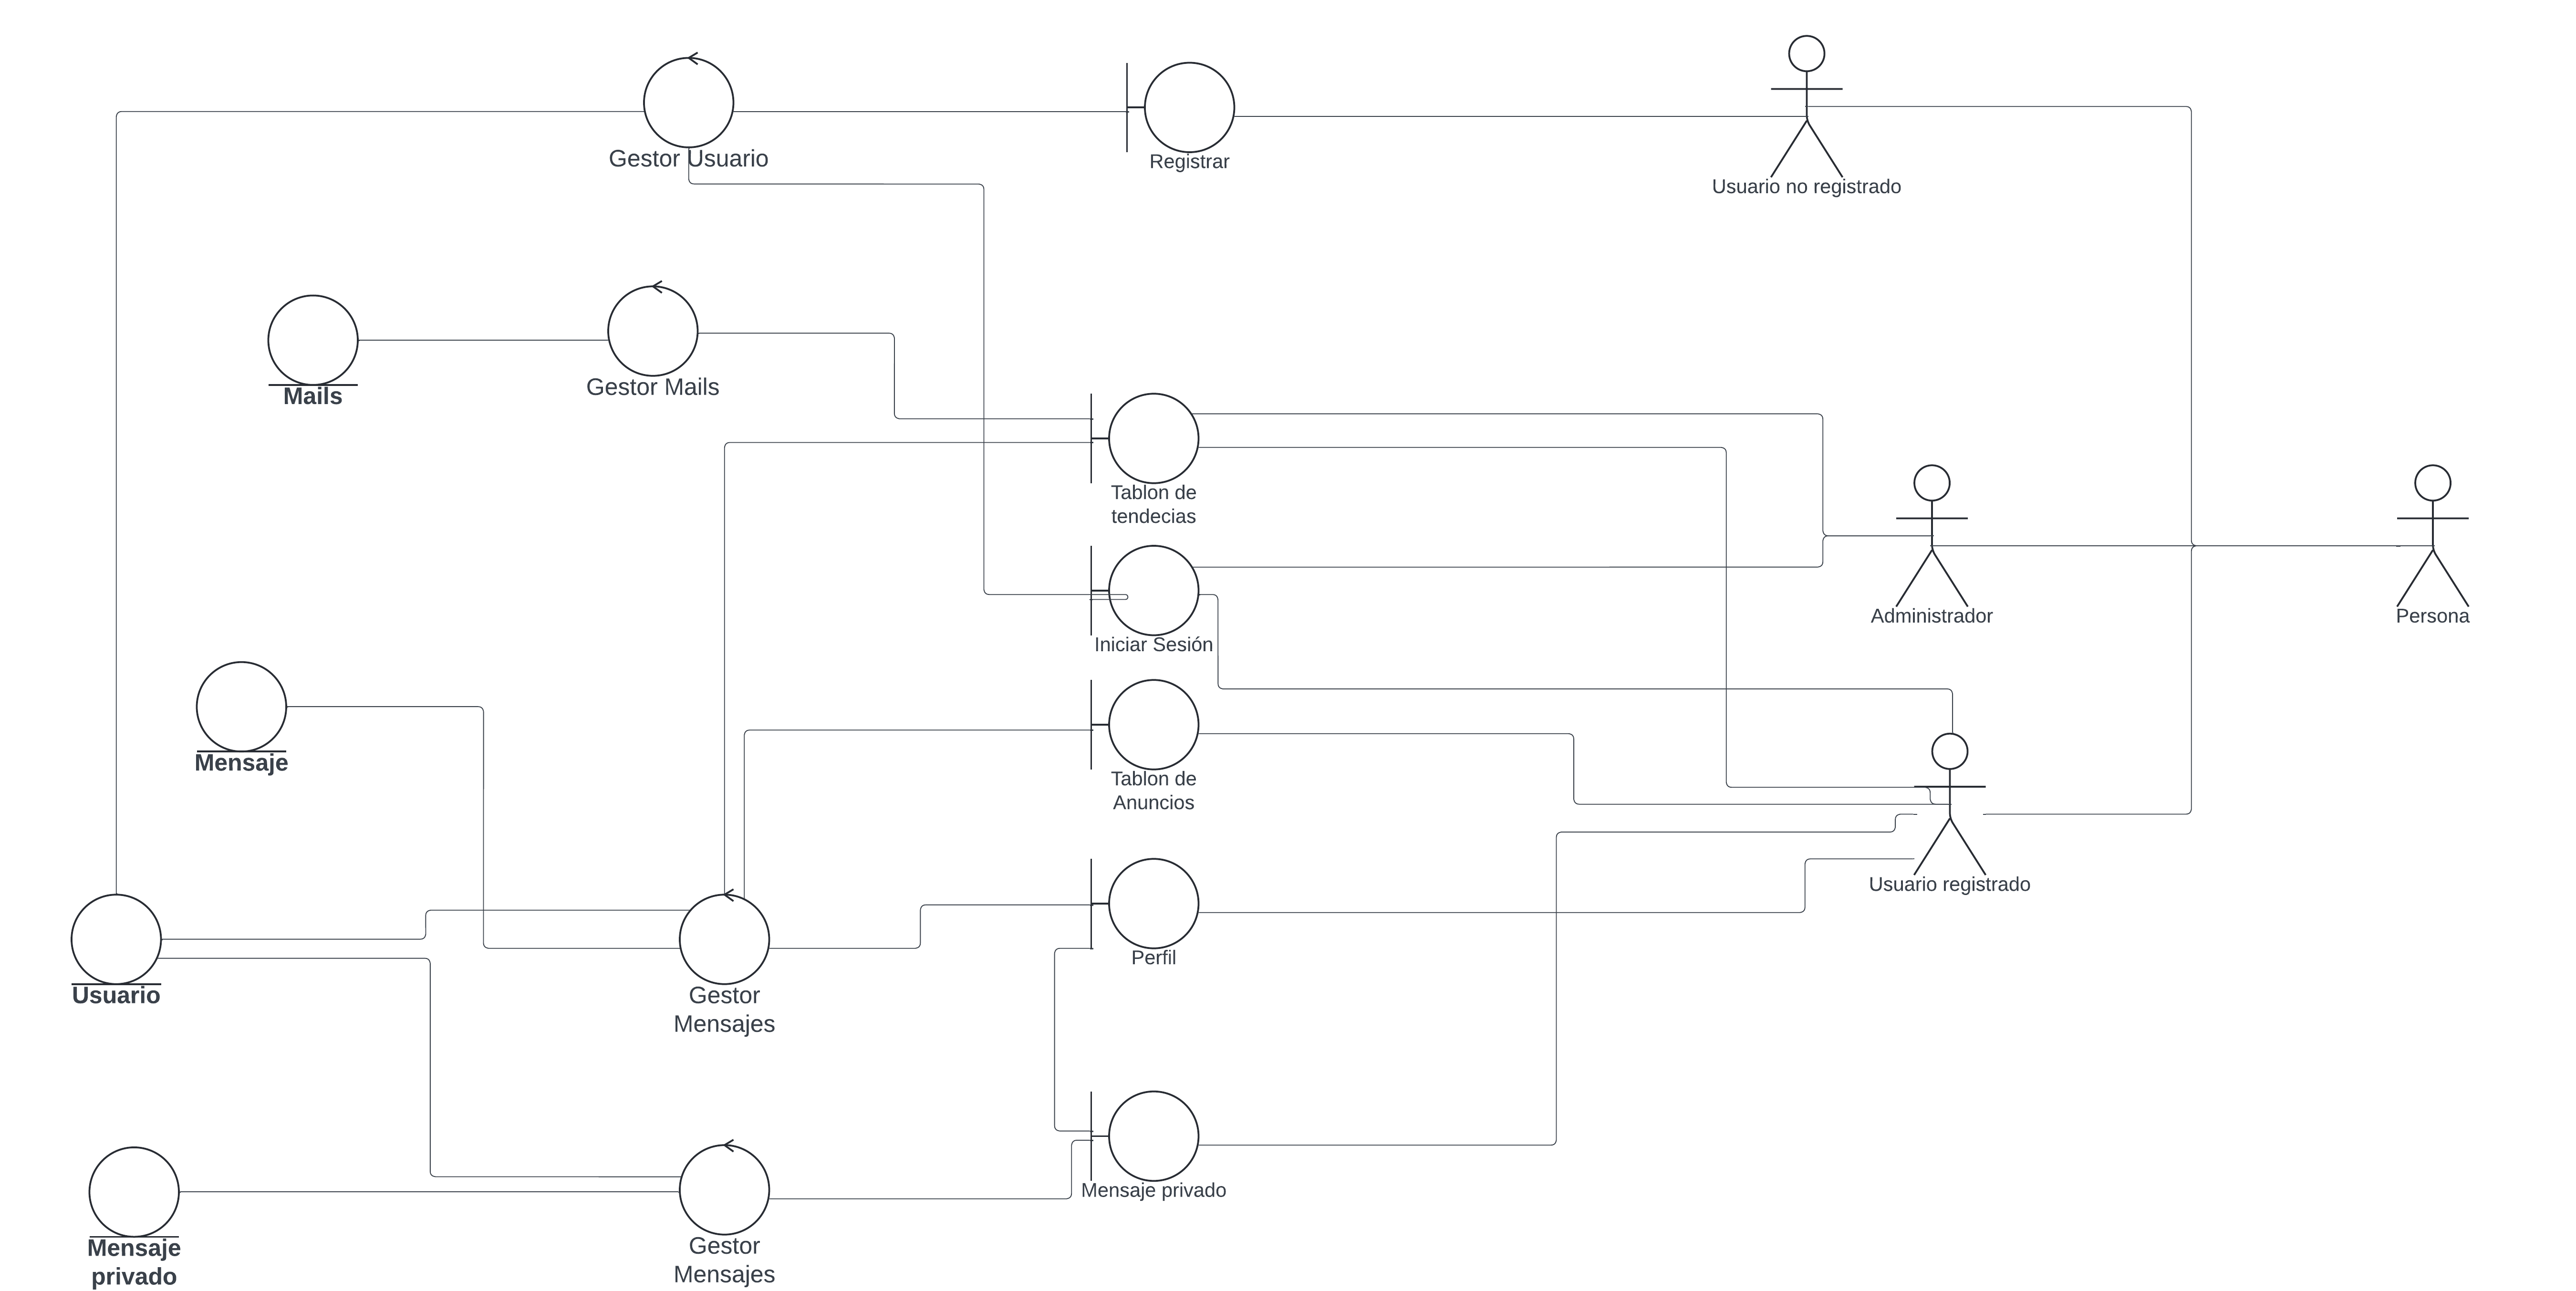 Gestor Usuario
Registrar
Usuario no registrado
Mails
Gestor Mails
Tablon de
tendecias
Administrador
Persona
Iniciar Sesión
Mensaje
Tablon de
Anuncios
Usuario registrado
Perfil
Usuario
Gestor
Mensajes
Mensaje privado
Mensaje
privado
Gestor
Mensajes